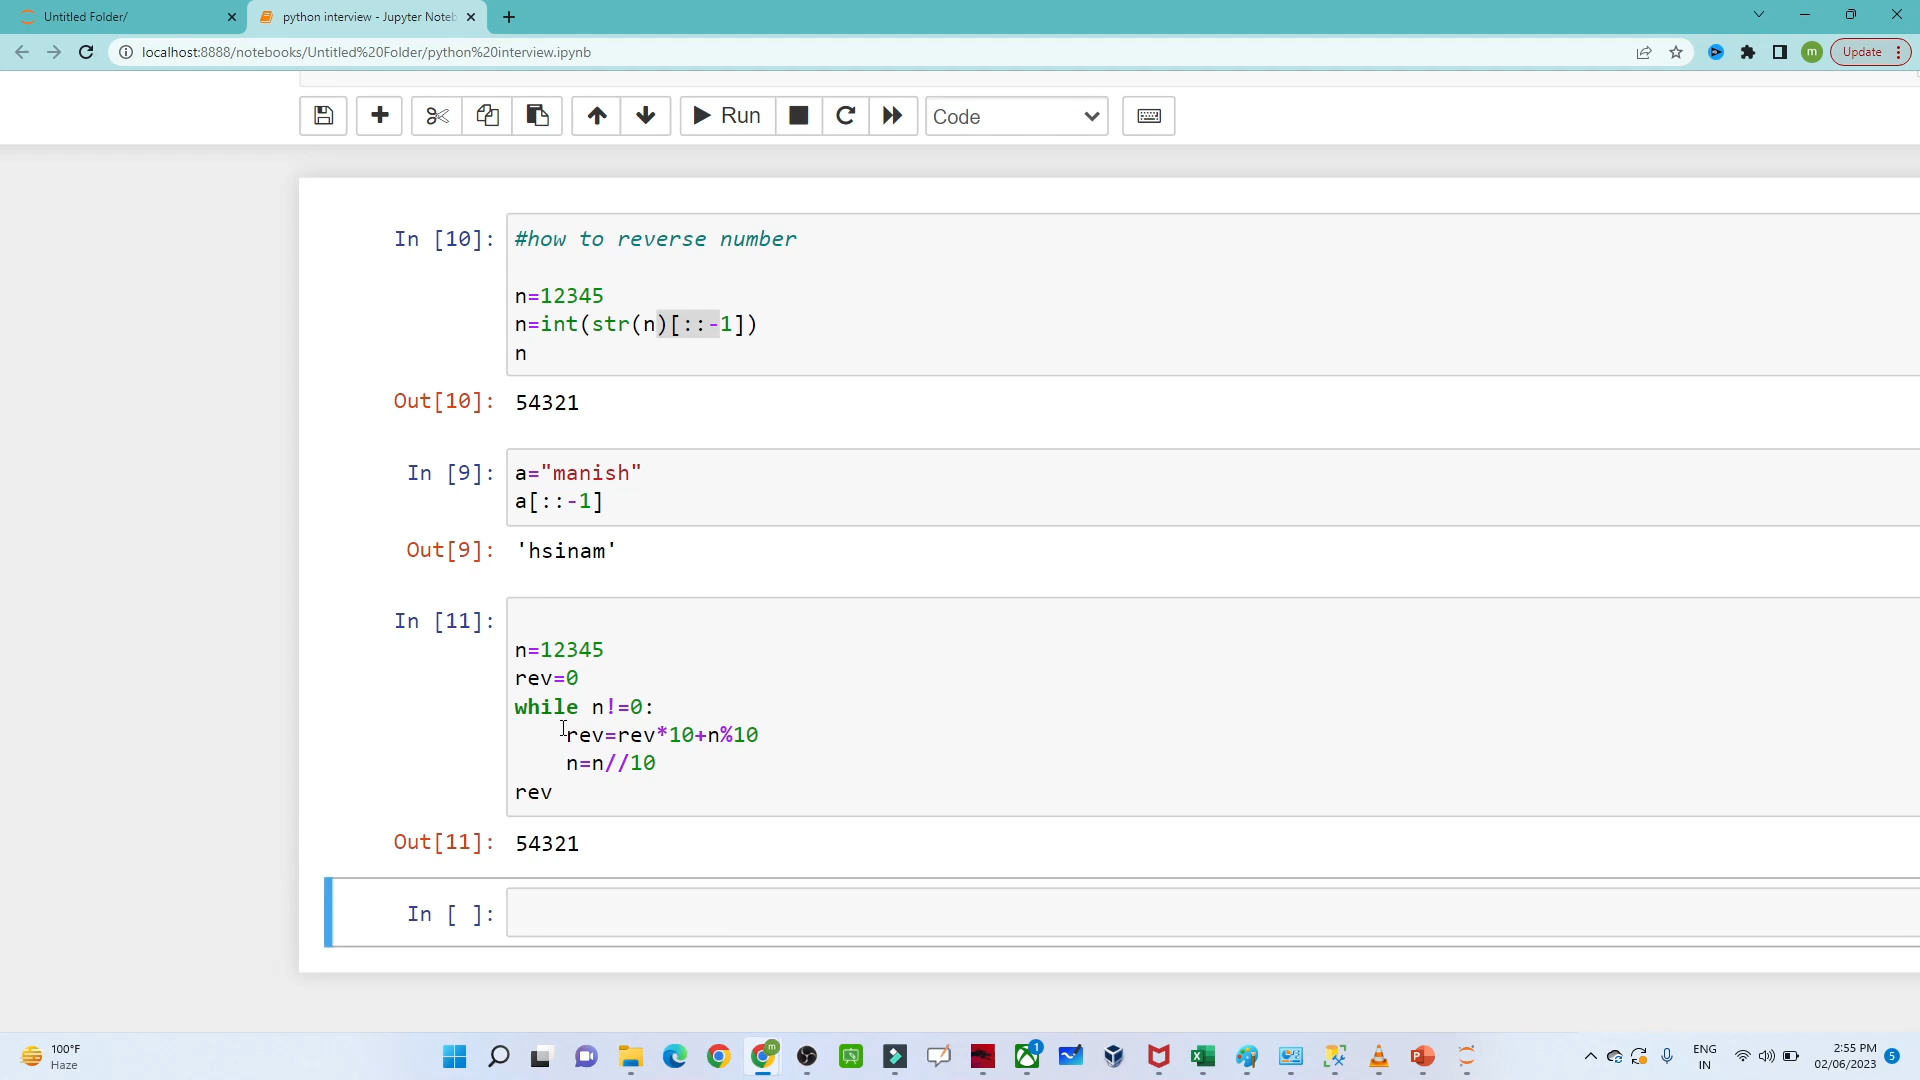 Untitled Folder/
python interview - Jupyter Noteb
localhost:8888/notebooks/Untitled%20Folder/python%20interview.ipynb
m
Update
Run
Code
In [10]:
#how to reverse number
n=12345
n=int(str(n)[::-1])
n
Out[10]: 54321
In [9]:
a="manish"
a[::-1]
Out[9]: 'hsinam'
In [11]:
n=12345
rev=0
while n!=0:
rev=rev*10+n%10
n=n//10
rev
Out[11]: 54321
In [ ]:
100°F
Haze
m
1
ENG
IN
2:55 PM
02/06/2023
5